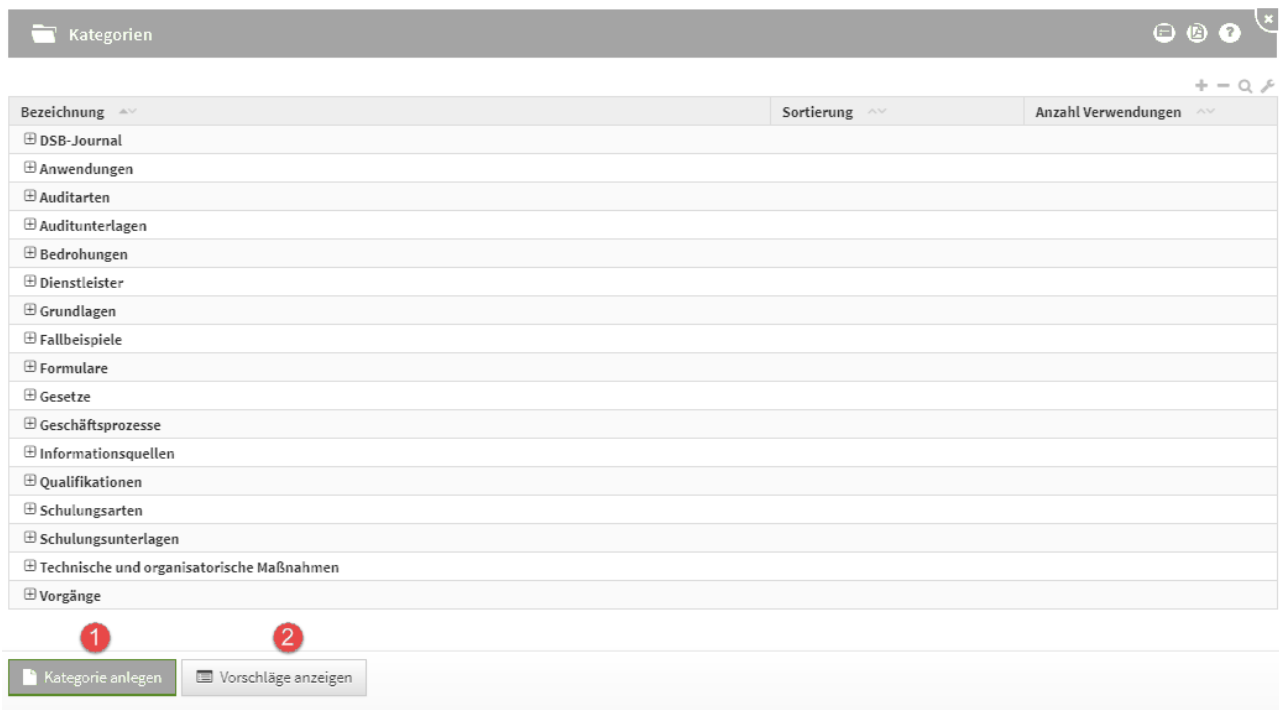 Kategorien
Bezeichnung Sortierung Anzahl Verwendungen
DSB-Journal
Anwendungen
Auditarten
Auditunterlagen
Bedrohungen
Dienstleister
Grundlagen
Fallbeispiele
Formulare
Gesetze
Geschäftsprozesse
Informationsquellen
Qualifikationen
Schulungsarten
Schulungsunterlagen
Technische und organisatorische Maßnahmen
Vorgänge
1 2
Kategorie anlegen Vorschläge anzeigen